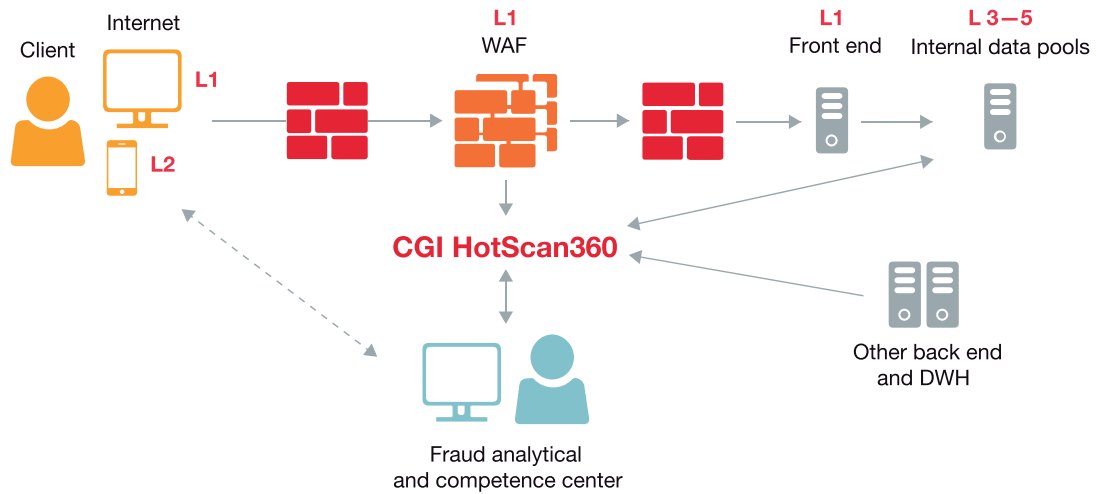 Client
Internet
L1
L2
L1
WAF
L1
Front end
L 3—5
Internal data pools
CGI HotScan360
Other back end
and DWH
Fraud analytical
and competence center